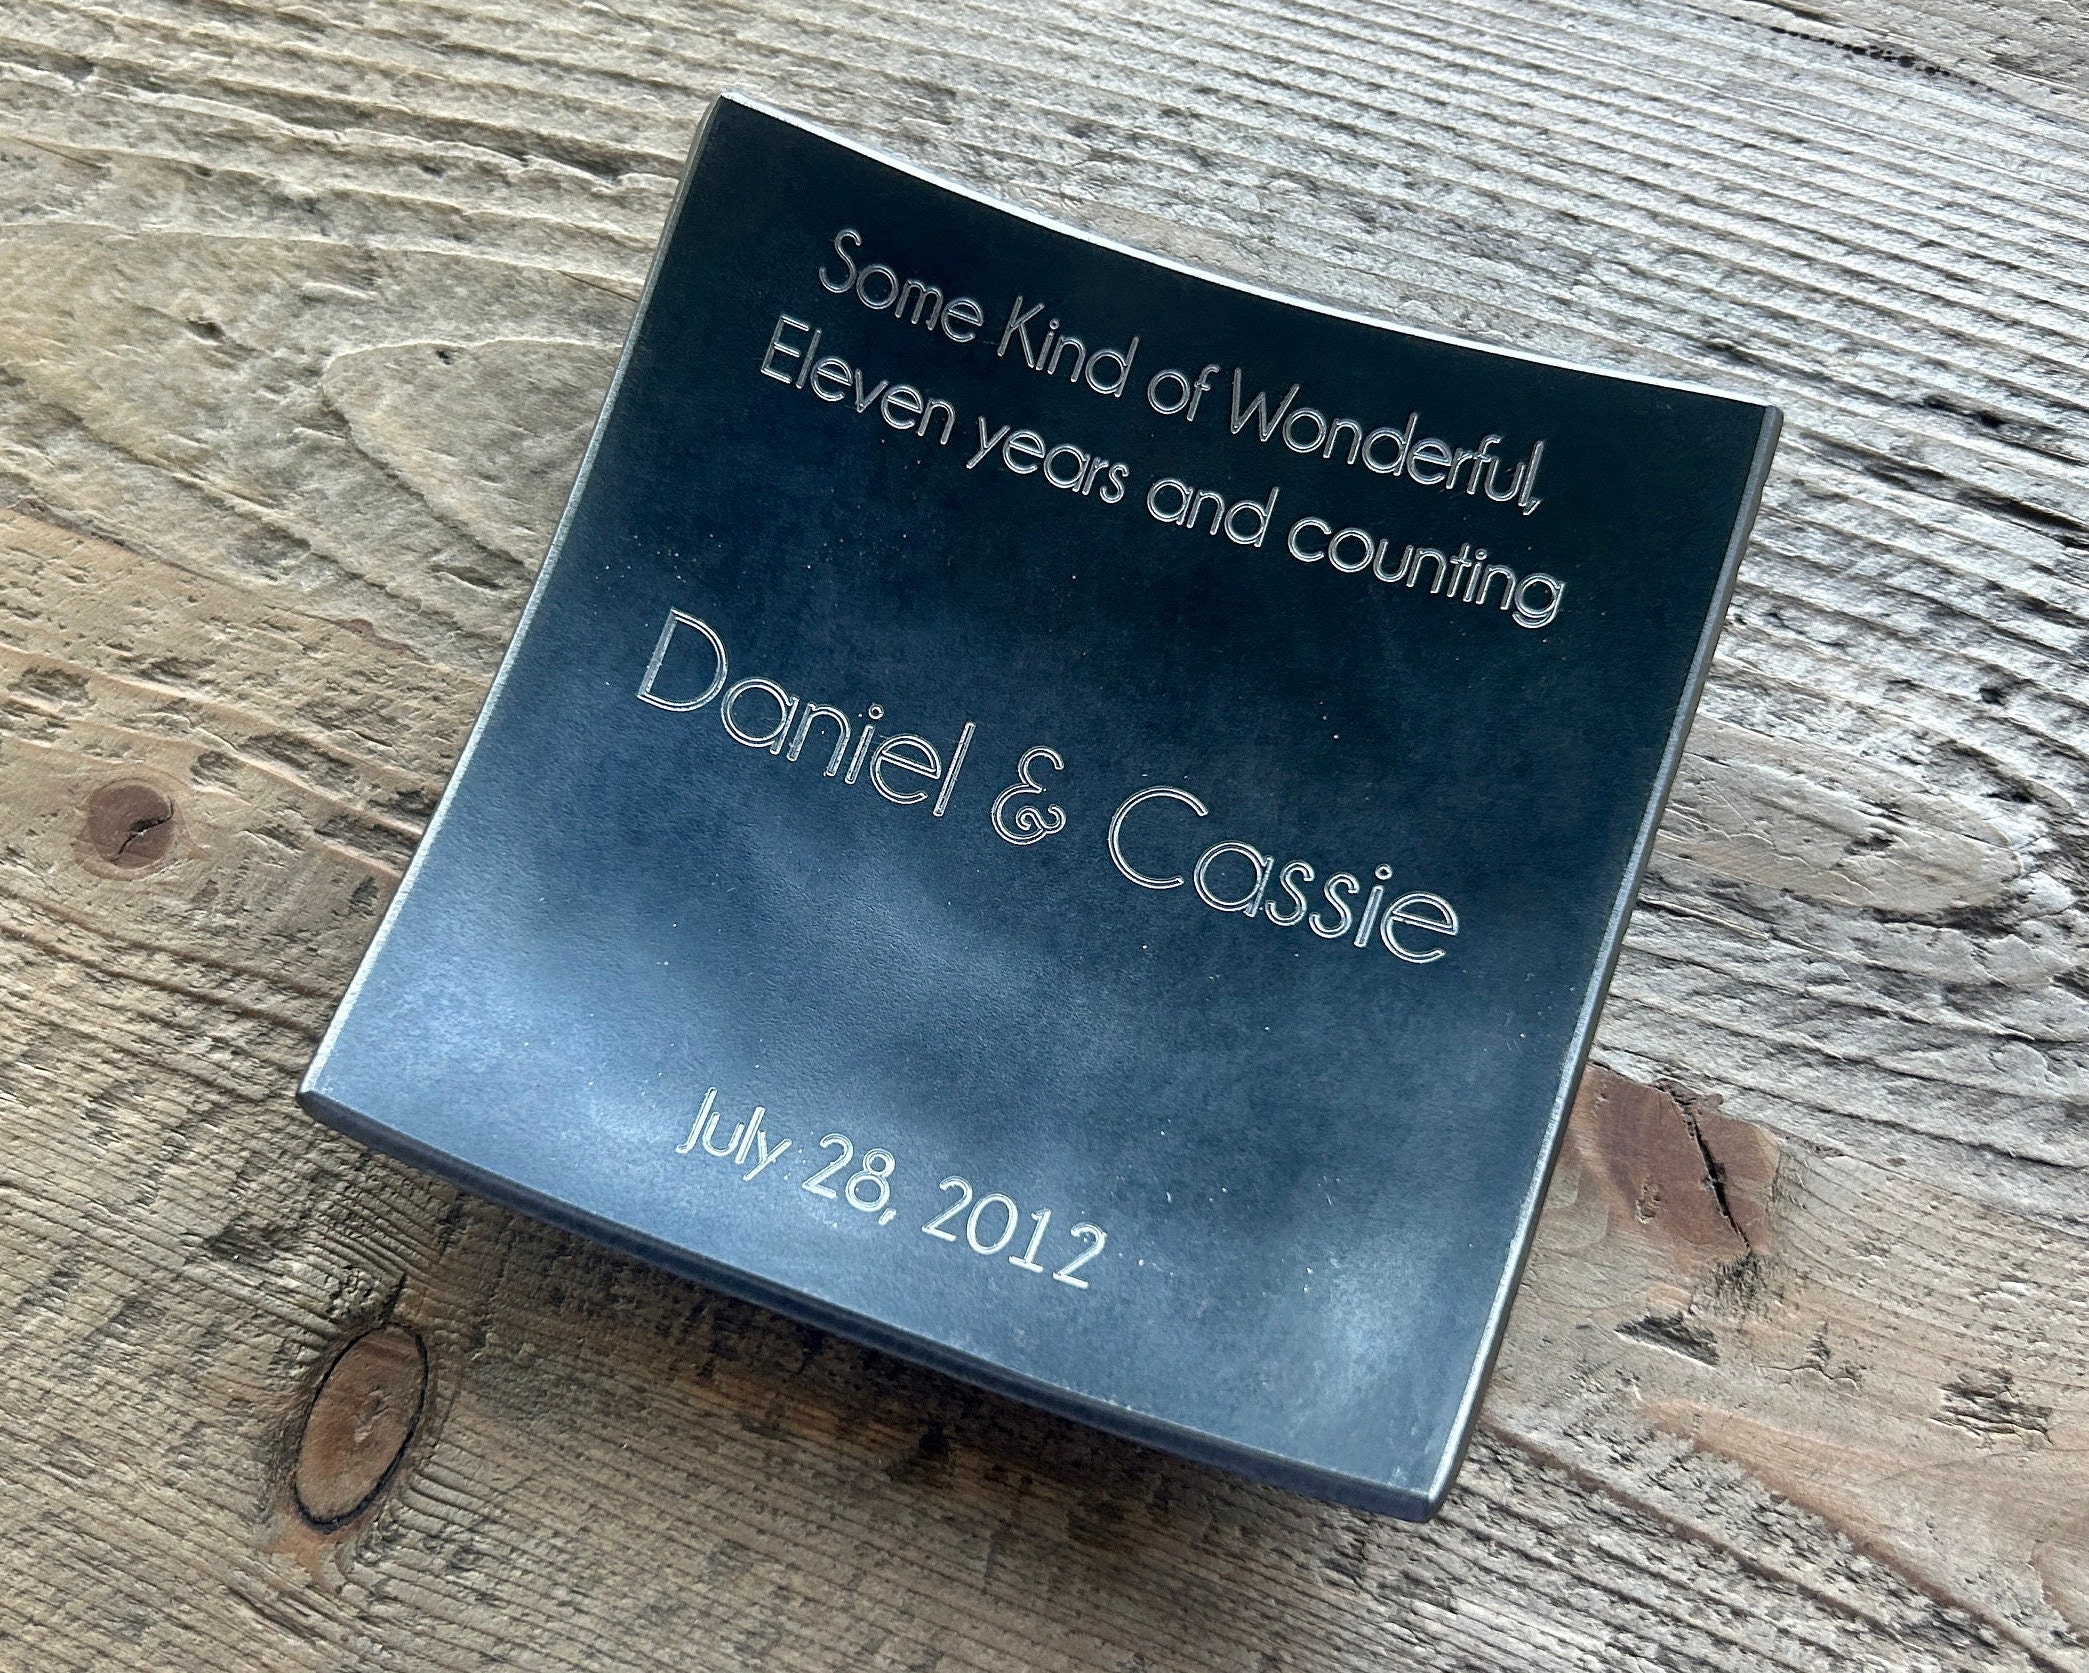 Some Kind of Wonderful,
Eleven years and counting
Daniel & Cassie
July 28, 2012